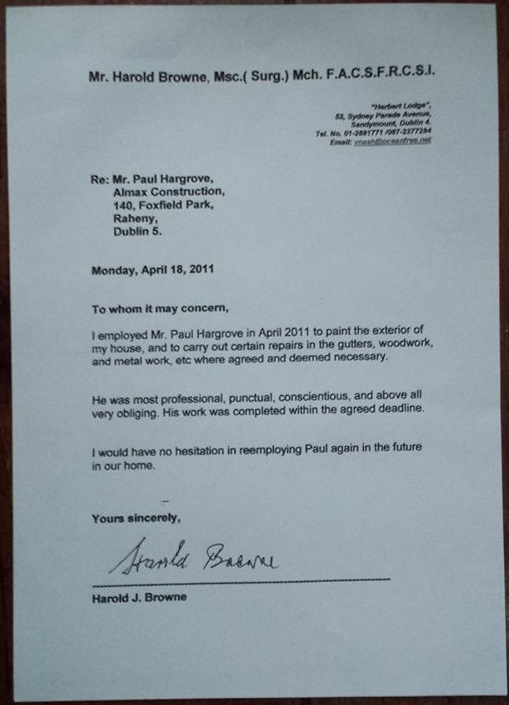 Mr. Harold Browne, Msc.( Surg.) Mch. F.A.C.S.F.R.C.S.I.
"Herbert Lodge",
53, Sydney Parade Avenue,
Sandymount, Dublin 4.
Tel. No. 01-2691771 /087-2377294
Email: vnash@oceanfree.net
Re: Mr. Paul Hargrove,
Almax Construction,
140, Foxfield Park,
Raheny,
Dublin 5.
Monday, April 18, 2011
To whom it may concern,
I employed Mr. Paul Hargrove in April 2011 to paint the exterior of
my house, and to carry out certain repairs in the gutters, woodwork,
and metal work, etc where agreed and deemed necessary.
He was most professional, punctual, conscientious, and above all
very obliging. His work was completed within the agreed deadline.
I would have no hesitation in reemploying Paul again in the future
in our home.
Yours sincerely,
Harold Browne
Harold J. Browne